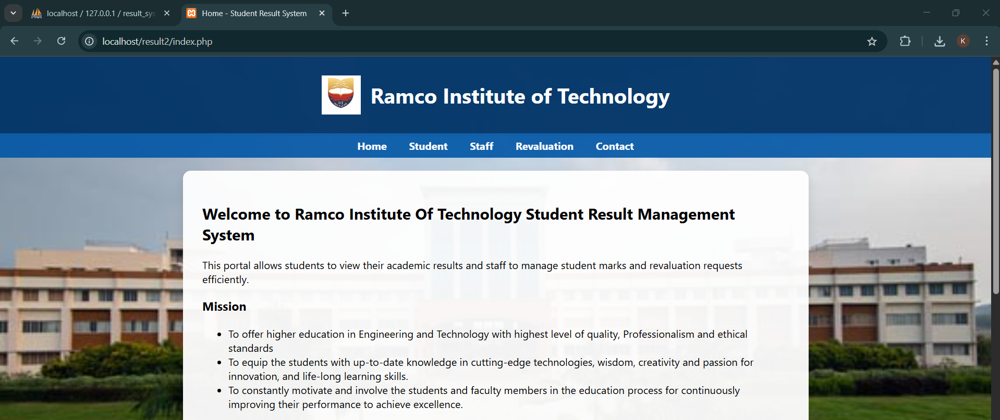 localhost / 127.0.0.1 / result_sys
Home - Student Result System
localhost/result2/index.php
K
RIT
Ramco Institute of Technology
Home Student Staff Revaluation Contact
Welcome to Ramco Institute Of Technology Student Result Management
System
This portal allows students to view their academic results and staff to manage student marks and revaluation requests
efficiently.
Mission
• To offer higher education in Engineering and Technology with highest level of quality, Professionalism and ethical
standards
• To equip the students with up-to-date knowledge in cutting-edge technologies, wisdom, creativity and passion for
innovation, and life-long learning skills.
• To constantly motivate and involve the students and faculty members in the education process for continuously
improving their performance to achieve excellence.